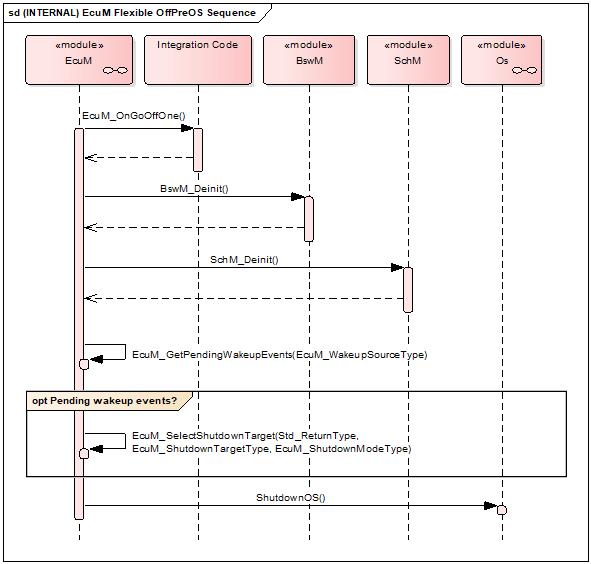 sd (INTERNAL) EcuM Flexible OffPreOS Sequence
«module»
EcuM
Integration Code
«module»
BswM
«module»
SchM
«module»
Os
EcuM_OnGoOffOne()
BswM_Deinit()
SchM_Deinit()
EcuM_GetPendingWakeupEvents(EcuM_WakeupSourceType)
opt Pending wakeup events?
EcuM_SelectShutdownTarget(Std_ReturnType,
EcuM_ShutdownTargetType, EcuM_ShutdownModeType)
ShutdownOS()